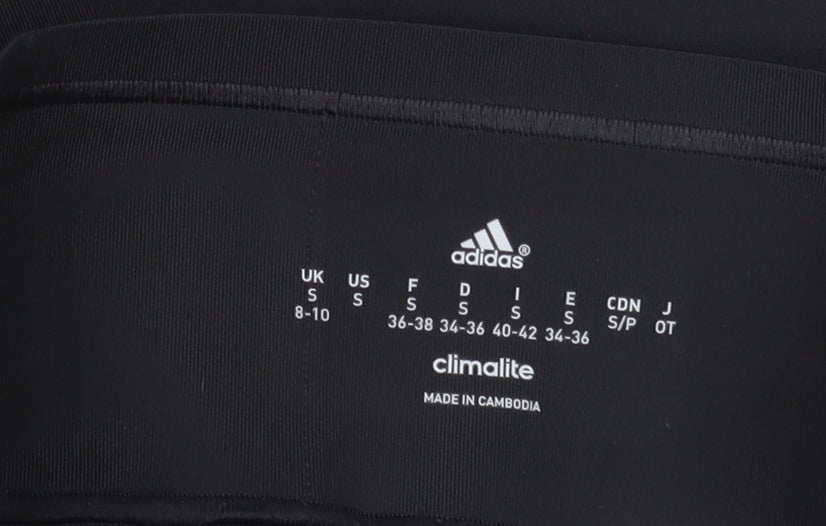 adidas®
UK US F D I E CDN J
S S S S S S S/P OT
8-10 36-38 34-36 40-42 34-36
climalite
MADE IN CAMBODIA